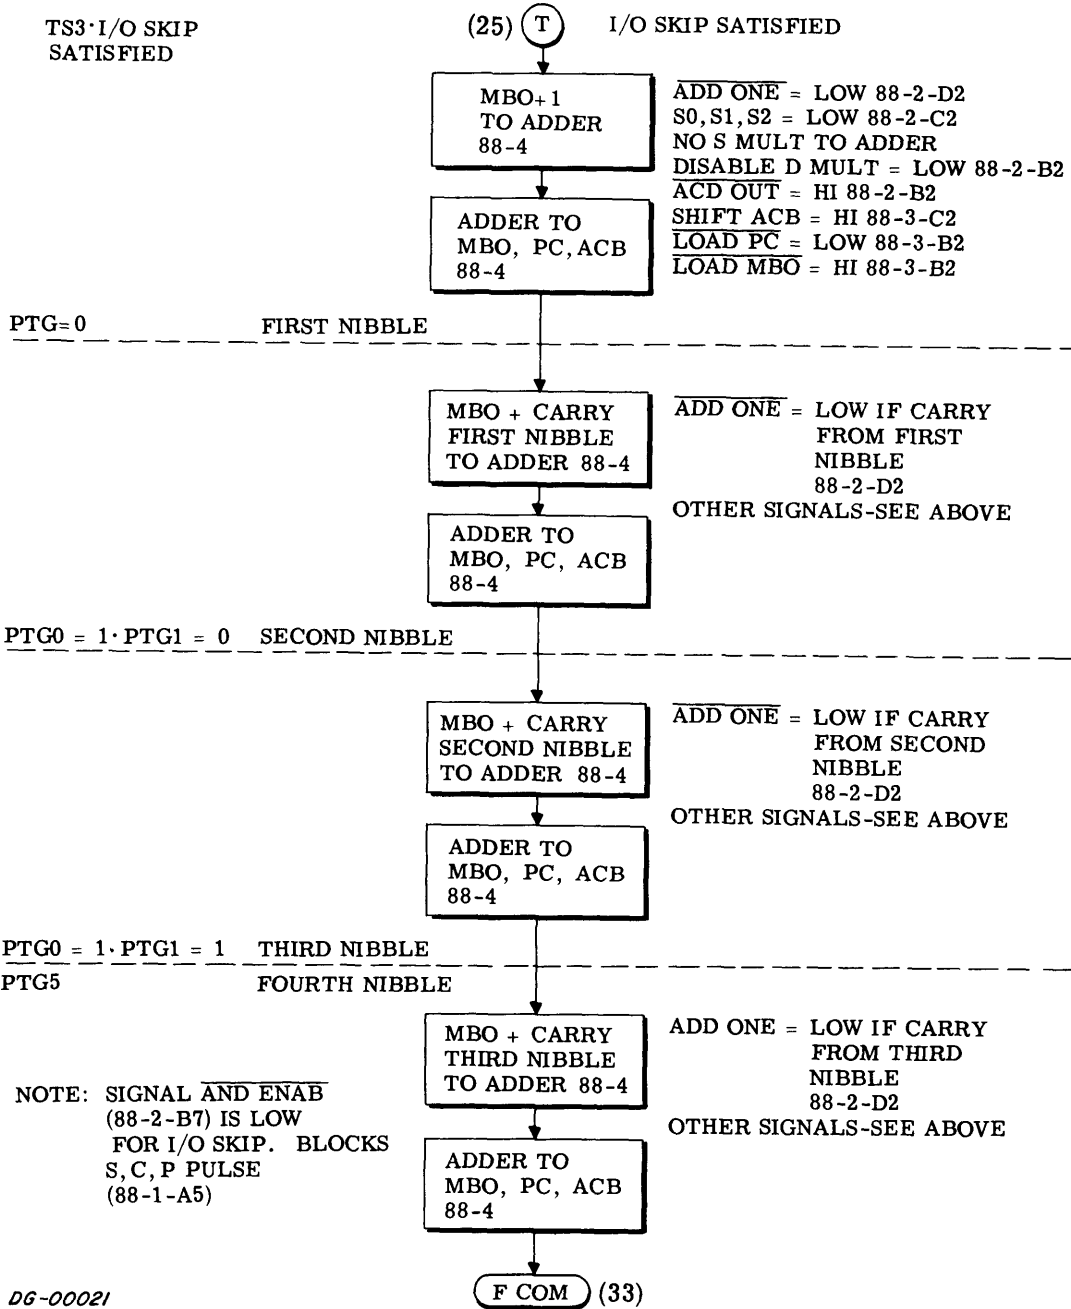 TS3·I/O SKIP
SATISFIED
(25) T I/O SKIP SATISFIED
MBO+1
TO ADDER
88-4
ADD ONE = LOW 88-2-D2
S0,S1,S2 = LOW 88-2-C2
NO S MULT TO ADDER
DISABLE D MULT = LOW 88-2-B2
ACD OUT = HI 88-2-B2
SHIFT ACB = HI 88-3-C2
LOAD PC = LOW 88-3-B2
LOAD MBO = HI 88-3-B2
ADDER TO
MBO, PC, ACB
88-4
PTG=0 FIRST NIBBLE
MBO + CARRY
FIRST NIBBLE
TO ADDER 88-4
ADD ONE = LOW IF CARRY
FROM FIRST
NIBBLE
88-2-D2
OTHER SIGNALS-SEE ABOVE
ADDER TO
MBO, PC, ACB
88-4
PTG0 = 1·PTG1 = 0 SECOND NIBBLE
MBO + CARRY
SECOND NIBBLE
TO ADDER 88-4
ADD ONE = LOW IF CARRY
FROM SECOND
NIBBLE
88-2-D2
OTHER SIGNALS-SEE ABOVE
ADDER TO
MBO, PC, ACB
88-4
PTG0 = 1·PTG1 = 1 THIRD NIBBLE
PTG5 FOURTH NIBBLE
MBO + CARRY
THIRD NIBBLE
TO ADDER 88-4
ADD ONE = LOW IF CARRY
FROM THIRD
NIBBLE
88-2-D2
OTHER SIGNALS-SEE ABOVE
NOTE: SIGNAL AND ENAB
(88-2-B7) IS LOW
FOR I/O SKIP. BLOCKS
S,C,P PULSE
(88-1-A5)
ADDER TO
MBO, PC, ACB
88-4
F COM (33)
DG-00021